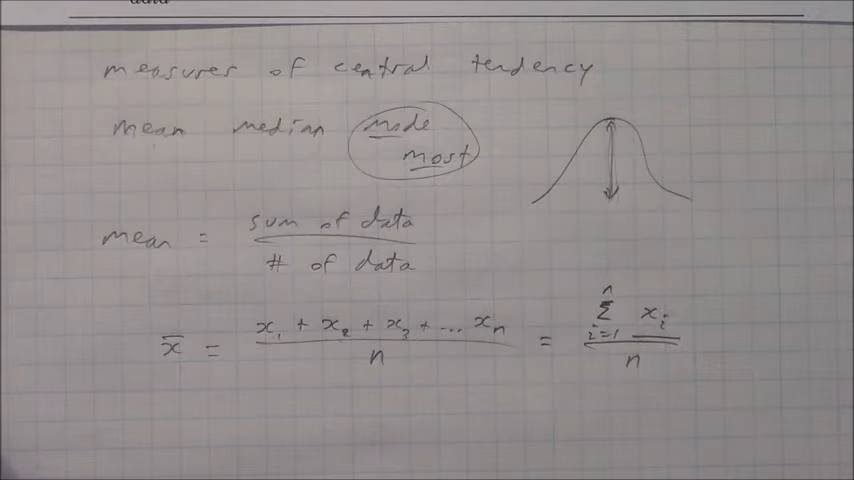 data
measures of central tendency
mean median mode
most
mean = sum of data / # of data
x̄ = x₁ + x₂ + x₃ + ... xₙ / n = Σ i=1 n xᵢ / n